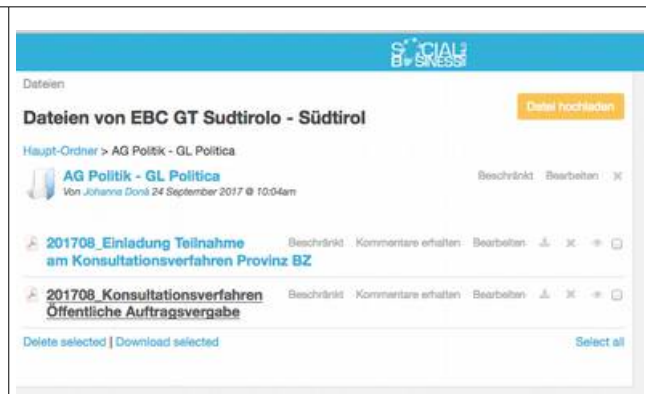 SOCIAL
BUSINESS
Dateien
Datei hochladen
Dateien von EBC GT Sudtirolo - Südtirol
Haupt-Ordner > AG Politik - GL Politica
AG Politik - GL Politica Beschränkt Bearbeiten
Von Johanna Donà 24 September 2017 @ 10:04am
201708_Einladung Teilnahme Beschränkt Kommentare erhalten Bearbeiten
am Konsultationsverfahren Provinz BZ
201708_Konsultationsverfahren Beschränkt Kommentare erhalten Bearbeiten
Öffentliche Auftragsvergabe
Delete selected | Download selected Select all